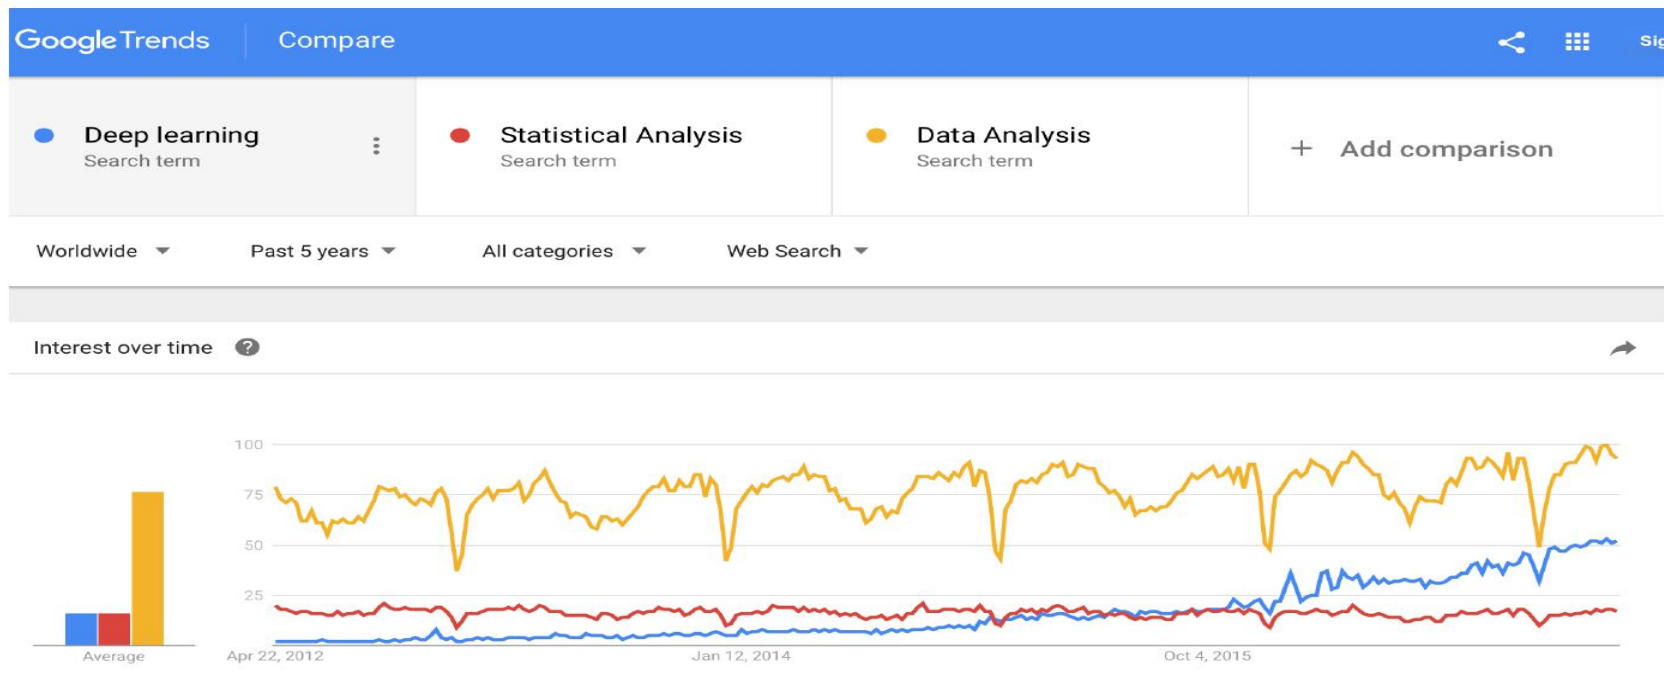 Google Trends Compare Sig
Deep learning Statistical Analysis Data Analysis + Add comparison
Search term Search term Search term
Worldwide Past 5 years All categories Web Search
Interest over time ?
100
75
50
25
Average Apr 22, 2012 Jan 12, 2014 Oct 4, 2015